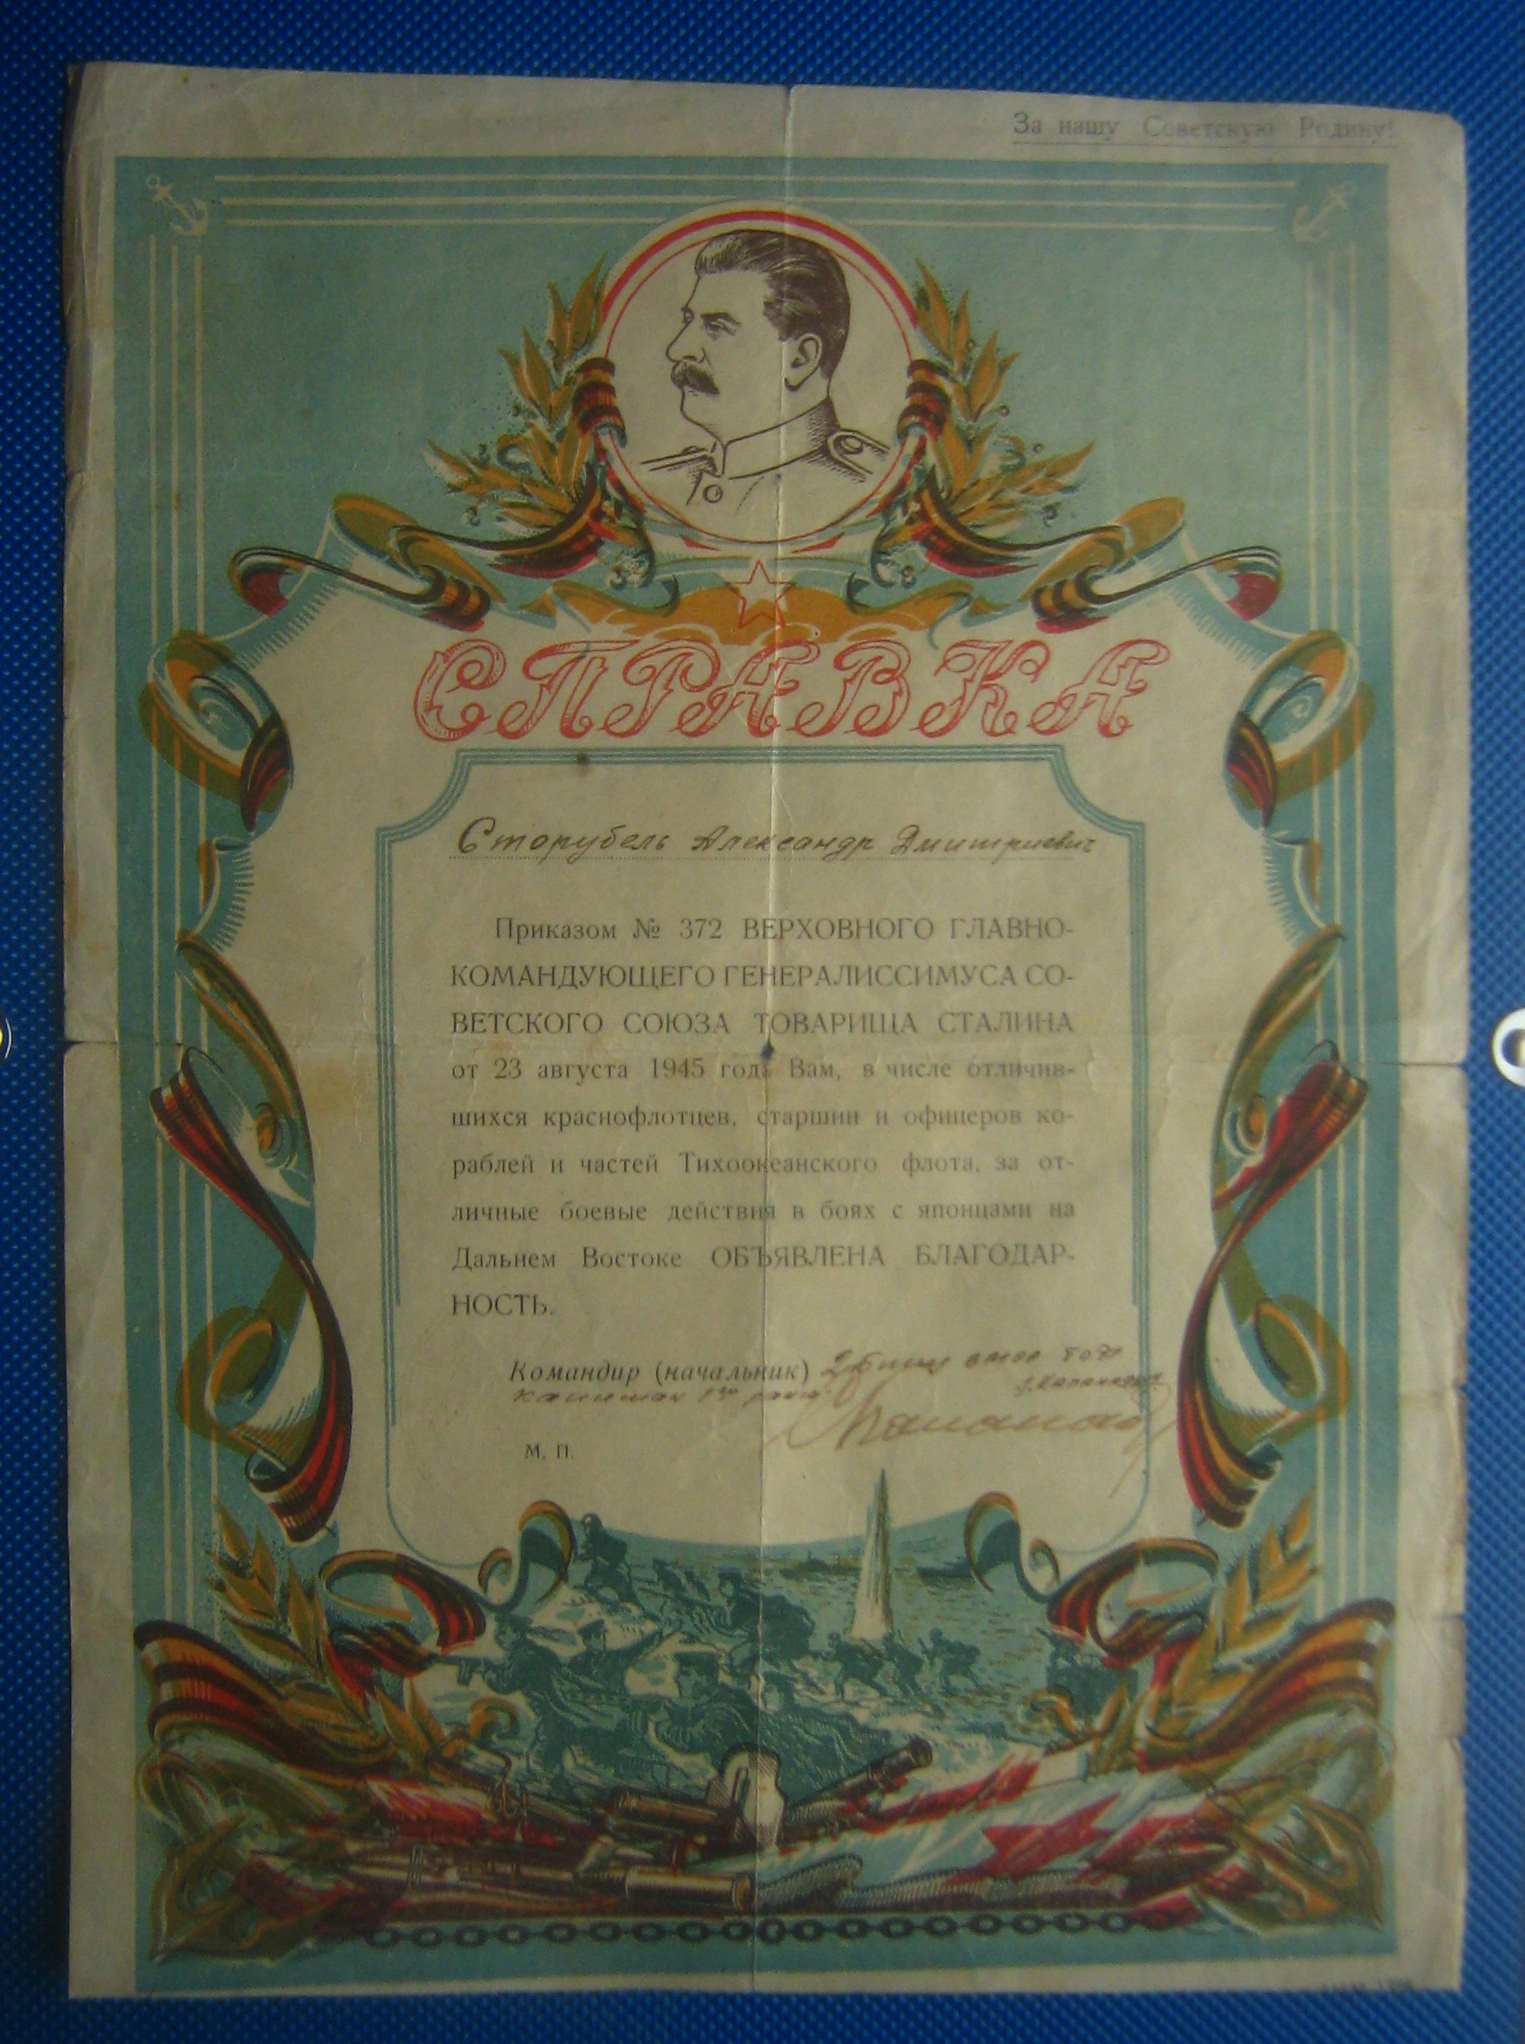 За нашу Советскую Родину!
СПРАВКА
Сторубель Александр Дмитриевич
Приказом № 372 ВЕРХОВНОГО ГЛАВНО-
КОМАНДУЮЩЕГО ГЕНЕРАЛИССИМУСА СО-
ВЕТСКОГО СОЮЗА ТОВАРИЩА СТАЛИНА
от 23 августа 1945 года Вам, в числе отличив-
шихся краснофлотцев, старшин и офицеров ко-
раблей и частей Тихоокеанского флота, за от-
личные боевые действия в боях с японцами на
Дальнем Востоке ОБЪЯВЛЕНА БЛАГОДАР-
НОСТЬ.
Командир (начальник)
ранга
М. П.